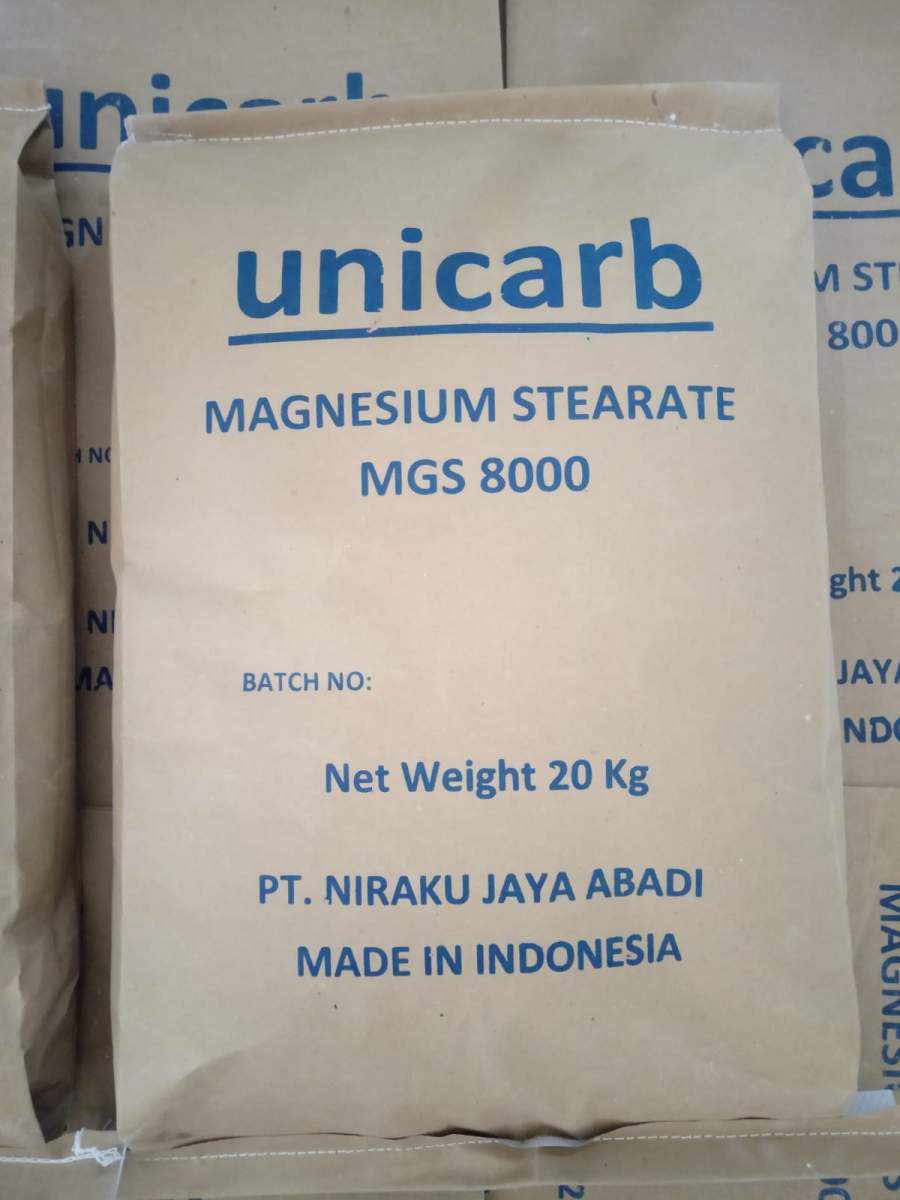 unicarb
MAGNESIUM STEARATE
MGS 8000
BATCH NO:
Net Weight 20 Kg
PT. NIRAKU JAYA ABADI
MADE IN INDONESIA